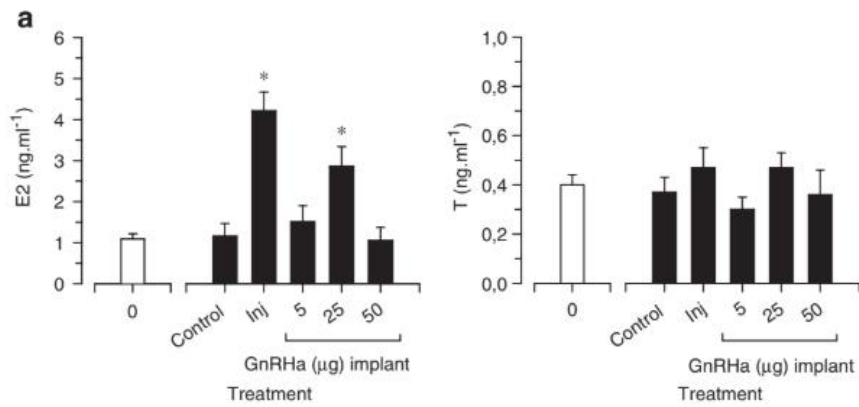 a
E2 (ng.ml-1)
6
5
4
3
2
1
0
*
*
0
Control
Inj
5
25
50
GnRHa (μg) implant
Treatment
T (ng.ml-1)
1,0
0,8
0,6
0,4
0,2
0,0
0
Control
Inj
5
25
50
GnRHa (μg) implant
Treatment